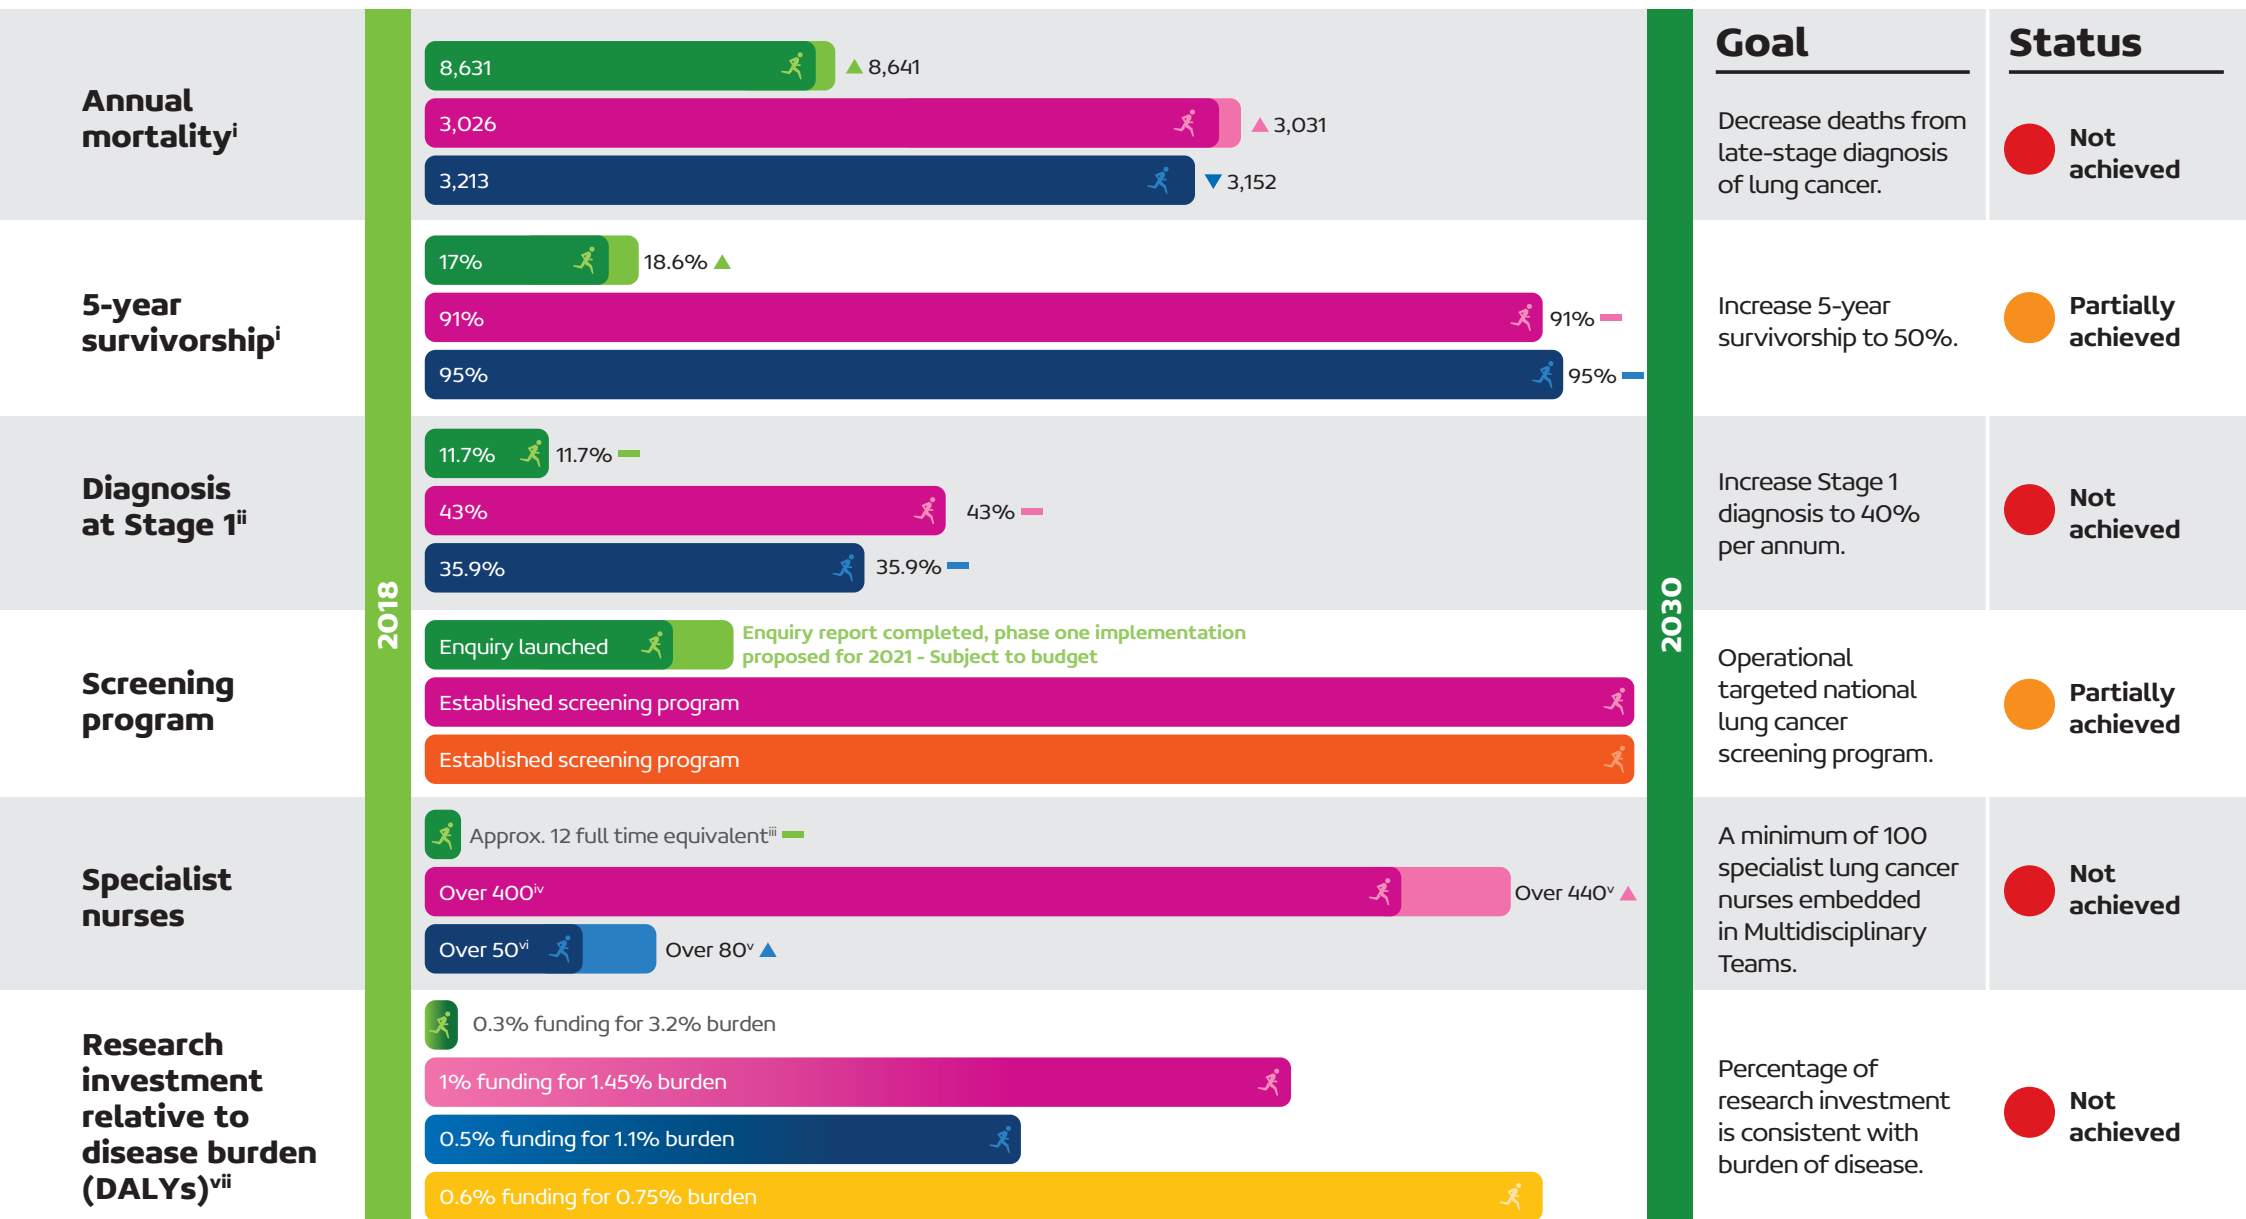 Goal
Status
2018
2030
Annual
mortalityⁱ
8,631
▲ 8,641
3,026
▲ 3,031
3,213
▼ 3,152
Decrease deaths from
late-stage diagnosis
of lung cancer.
Not
achieved
5-year
survivorshipⁱ
17%
18.6% ▲
91%
91%
95%
95%
Increase 5-year
survivorship to 50%.
Partially
achieved
Diagnosis
at Stage 1ⁱⁱ
11.7%
11.7%
43%
43%
35.9%
35.9%
Increase Stage 1
diagnosis to 40%
per annum.
Not
achieved
Screening
program
Enquiry launched
Enquiry report completed, phase one implementation
proposed for 2021 - Subject to budget
Established screening program
Established screening program
Operational
targeted national
lung cancer
screening program.
Partially
achieved
Specialist
nurses
Approx. 12 full time equivalentⁱⁱⁱ
Over 400ⁱᵛ
Over 440ᵛ ▲
Over 50ᵛⁱ
Over 80ᵛ ▲
A minimum of 100
specialist lung cancer
nurses embedded
in Multidisciplinary
Teams.
Not
achieved
Research
investment
relative to
disease burden
(DALYs)ᵛⁱⁱ
0.3% funding for 3.2% burden
1% funding for 1.45% burden
0.5% funding for 1.1% burden
0.6% funding for 0.75% burden
Percentage of
research investment
is consistent with
burden of disease.
Not
achieved